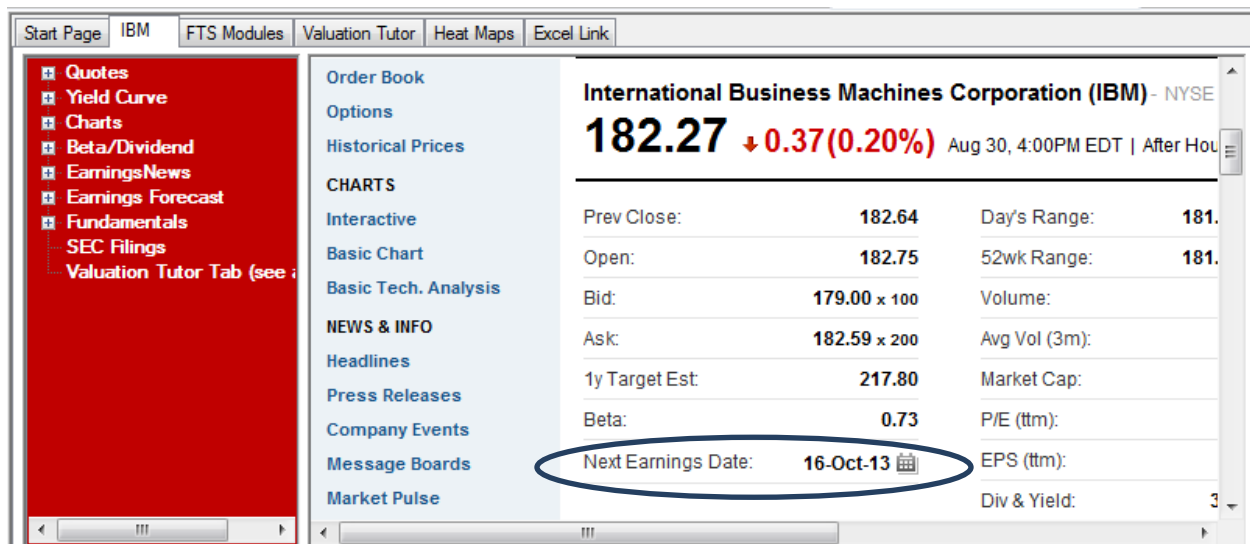 Start Page IBM FTS Modules Valuation Tutor Heat Maps Excel Link
Quotes
Yield Curve
Charts
Beta/Dividend
EarningsNews
Earnings Forecast
Fundamentals
SEC Filings
Valuation Tutor Tab (see
Order Book
Options
Historical Prices
CHARTS
Interactive
Basic Chart
Basic Tech. Analysis
NEWS & INFO
Headlines
Press Releases
Company Events
Message Boards
Market Pulse
International Business Machines Corporation (IBM) - NYSE
182.27 0.37(0.20%) Aug 30, 4:00PM EDT | After Hou
Prev Close: 182.64
Open: 182.75
Bid: 179.00 x 100
Ask: 182.59 x 200
1y Target Est: 217.80
Beta: 0.73
Next Earnings Date: 16-Oct-13
Day's Range: 181.
52wk Range: 181.
Volume:
Avg Vol (3m):
Market Cap:
P/E (ttm):
EPS (ttm):
Div & Yield: 3